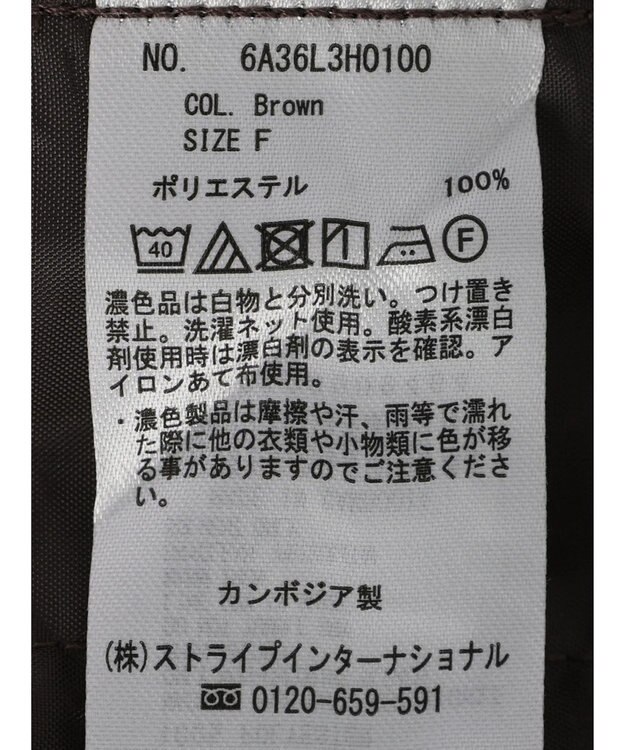 NO. 6A36L3H0100
COL. Brown
SIZE F
ポリエステル 100%
40 F
濃色品は白物と分別洗い。つけ置き
禁止。洗濯ネット使用。酸素系漂白
剤使用時は漂白剤の表示を確認。ア
イロンあて布使用。
・濃色製品は摩擦や汗、雨等で濡れ
た際に他の衣類や小物類に色が移
る事がありますのでご注意くださ
い。
カンボジア製
(株)ストライプインターナショナル
0120-659-591